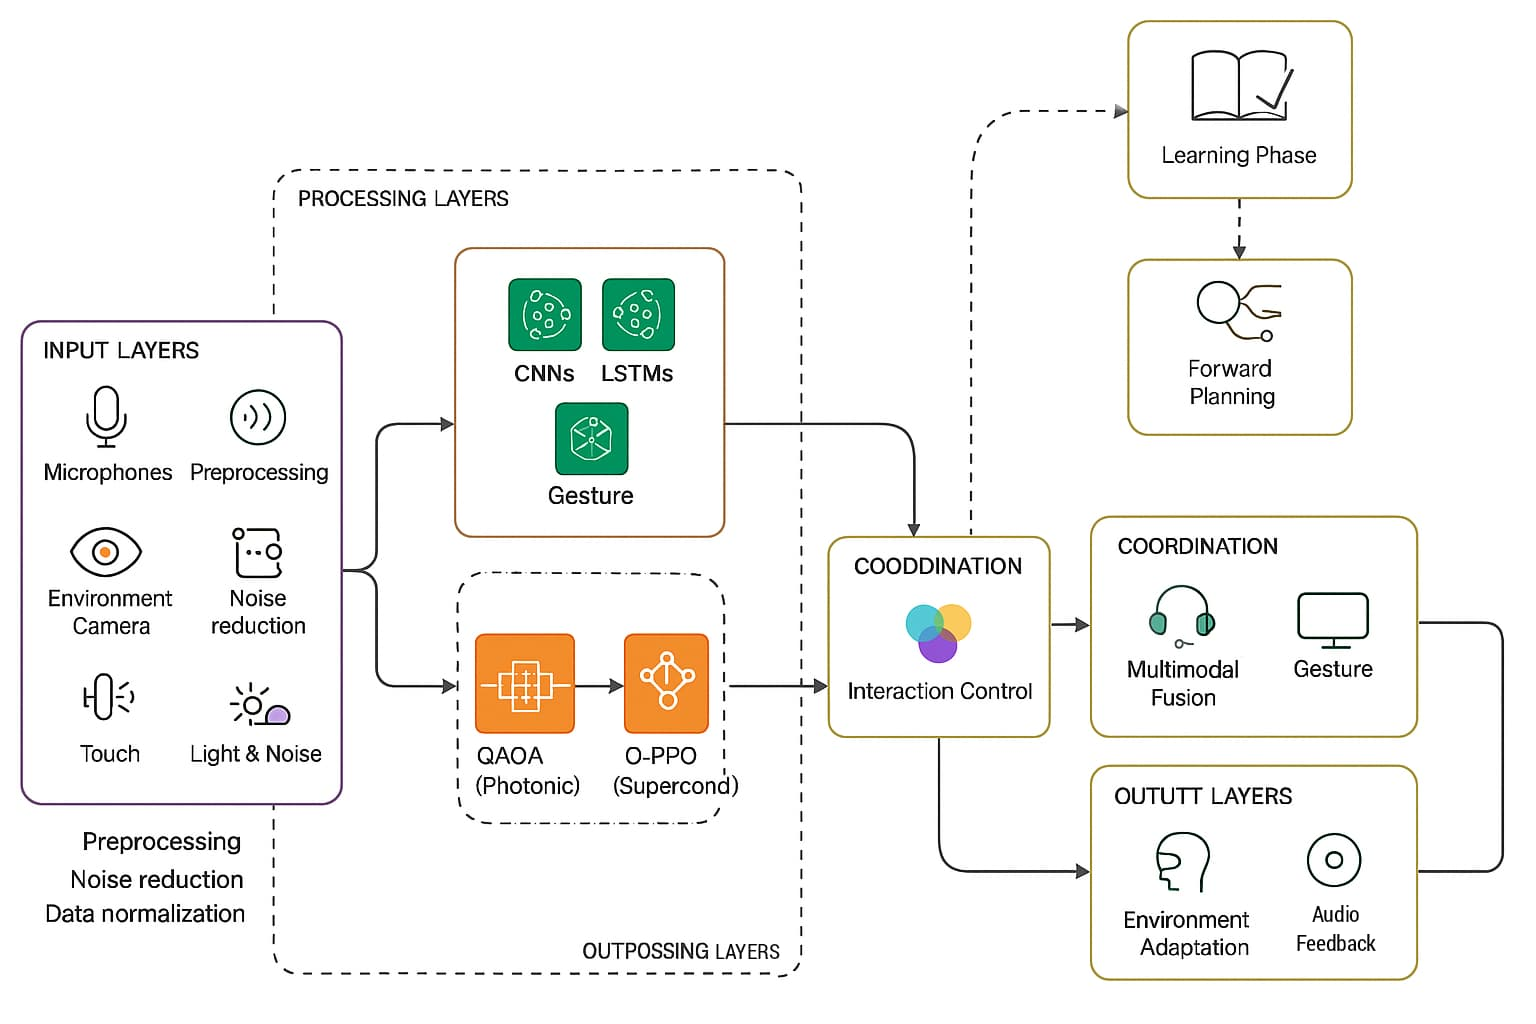 Learning Phase
Forward
Planning
PROCESSING LAYERS
CNNs LSTMs
Gesture
INPUT LAYERS
Microphones Preprocessing
Environment
Camera
Noise
reduction
Touch Light & Noise
Preprocessing
Noise reduction
Data normalization
QAOA
(Photonic)
O-PPO
(Supercond)
OUTPOSSING LAYERS
COODDINATION
Interaction Control
COORDINATION
Multimodal
Fusion
Gesture
OUTUTT LAYERS
Environment
Adaptation
Audio
Feedback